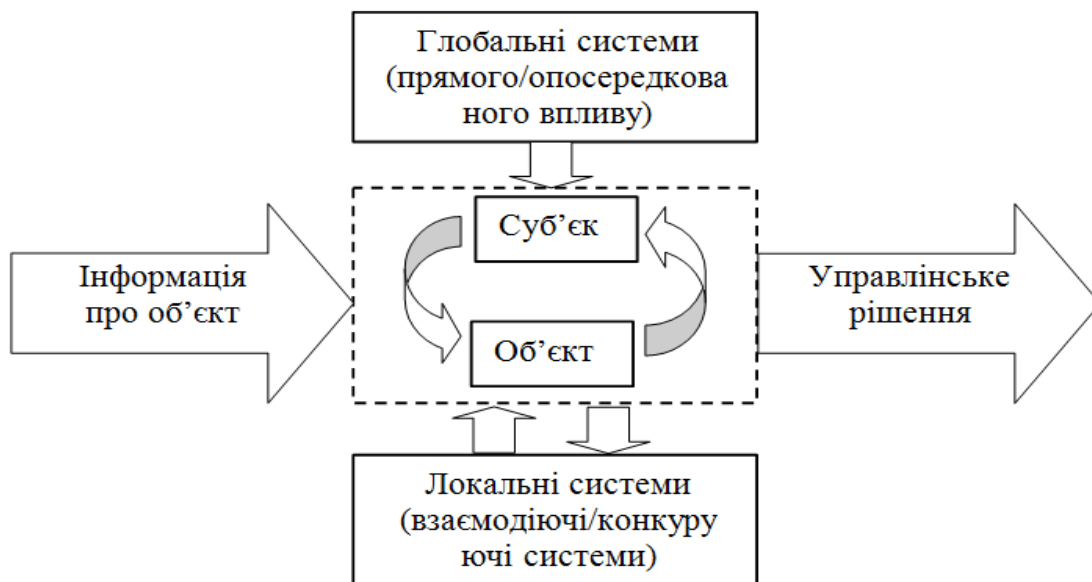 Глобальні системи
(прямого/опосередкова
ного впливу)
Інформація
про об’єкт
Суб’єк
Об’єкт
Управлінське
рішення
Локальні системи
(взаємодіючі/конкуру
ючі системи)